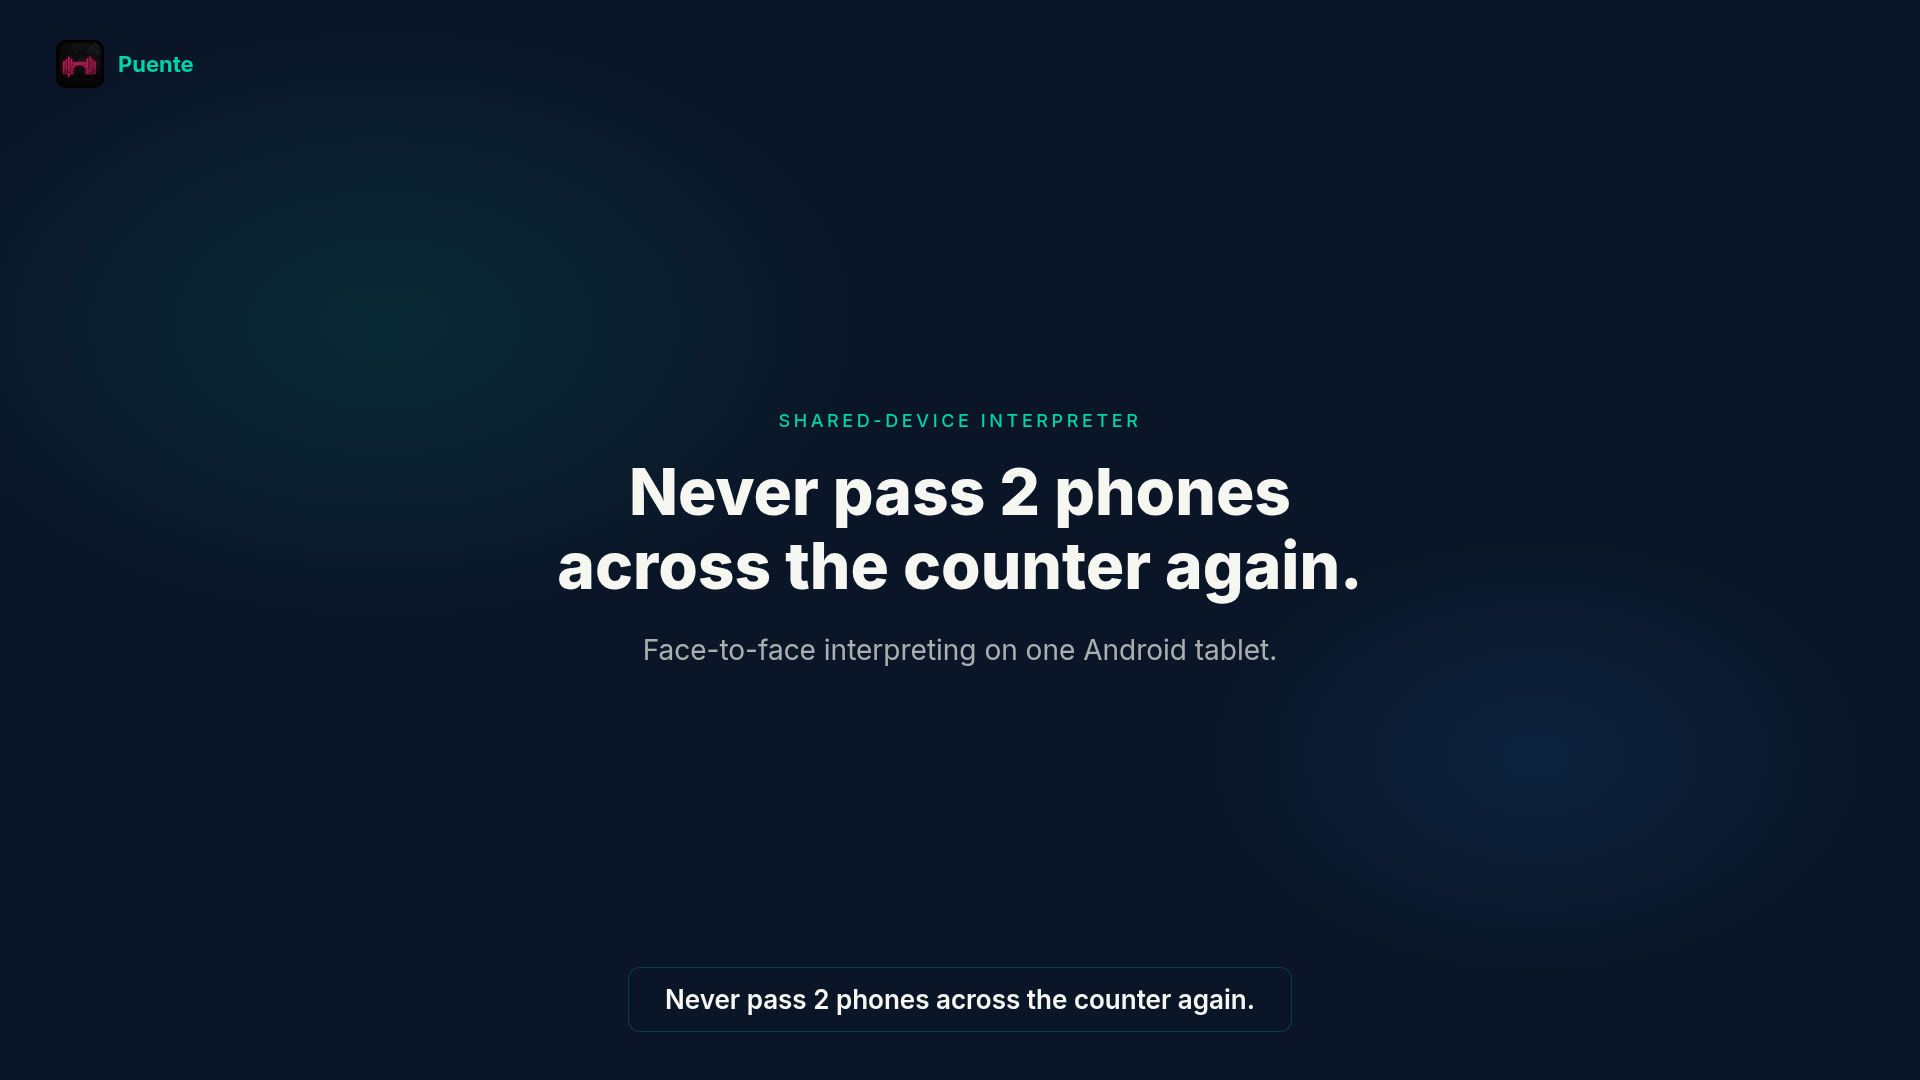 Puente
SHARED-DEVICE INTERPRETER
Never pass 2 phones
across the counter again.
Face-to-face interpreting on one Android tablet.
Never pass 2 phones across the counter again.